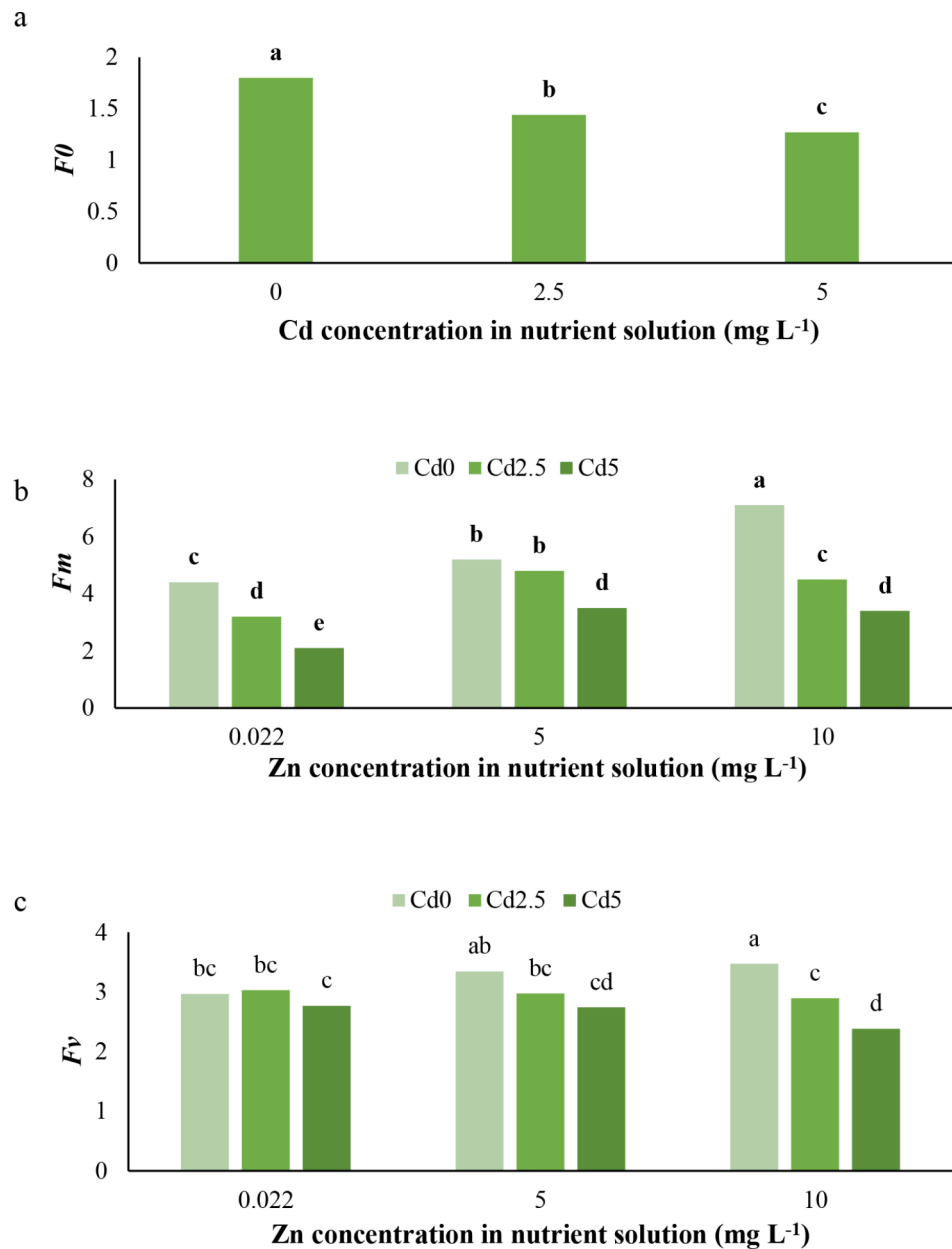 a
2
1.5
1
0.5
0
F0
a
b
c
0 2.5 5
Cd concentration in nutrient solution (mg L-1)
b
Cd0 Cd2.5 Cd5
8
6
4
2
0
Fm
c d e b b d a c d
0.022 5 10
Zn concentration in nutrient solution (mg L-1)
c
Cd0 Cd2.5 Cd5
4
3
2
1
0
Fv
bc bc c ab bc cd a c d
0.022 5 10
Zn concentration in nutrient solution (mg L-1)